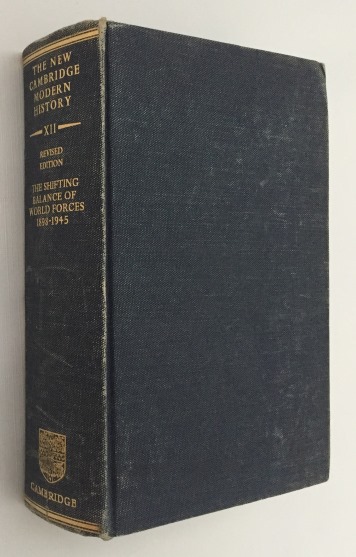 THE NEW
CAMBRIDGE
MODERN
HISTORY
XII
REVISED
EDITION
THE SHIFTING
BALANCE OF
WORLD FORCES
1898-1945
CAMBRIDGE